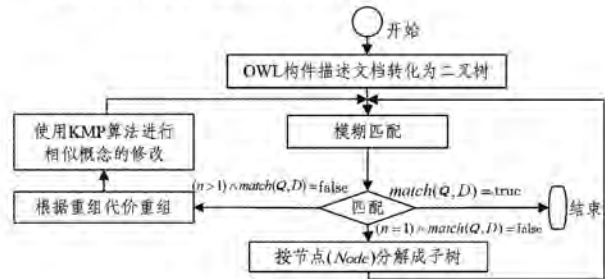 开始
OWL构件描述文档转化为二叉树
使用KMP算法进行
相似概念的修改
模糊匹配
(n>1)∧match(Q,D)=false
match(Q,D)=true
根据重组代价重组
匹配
结束
(n=1)∧match(Q,D)=false
按节点(Node)分解成子树